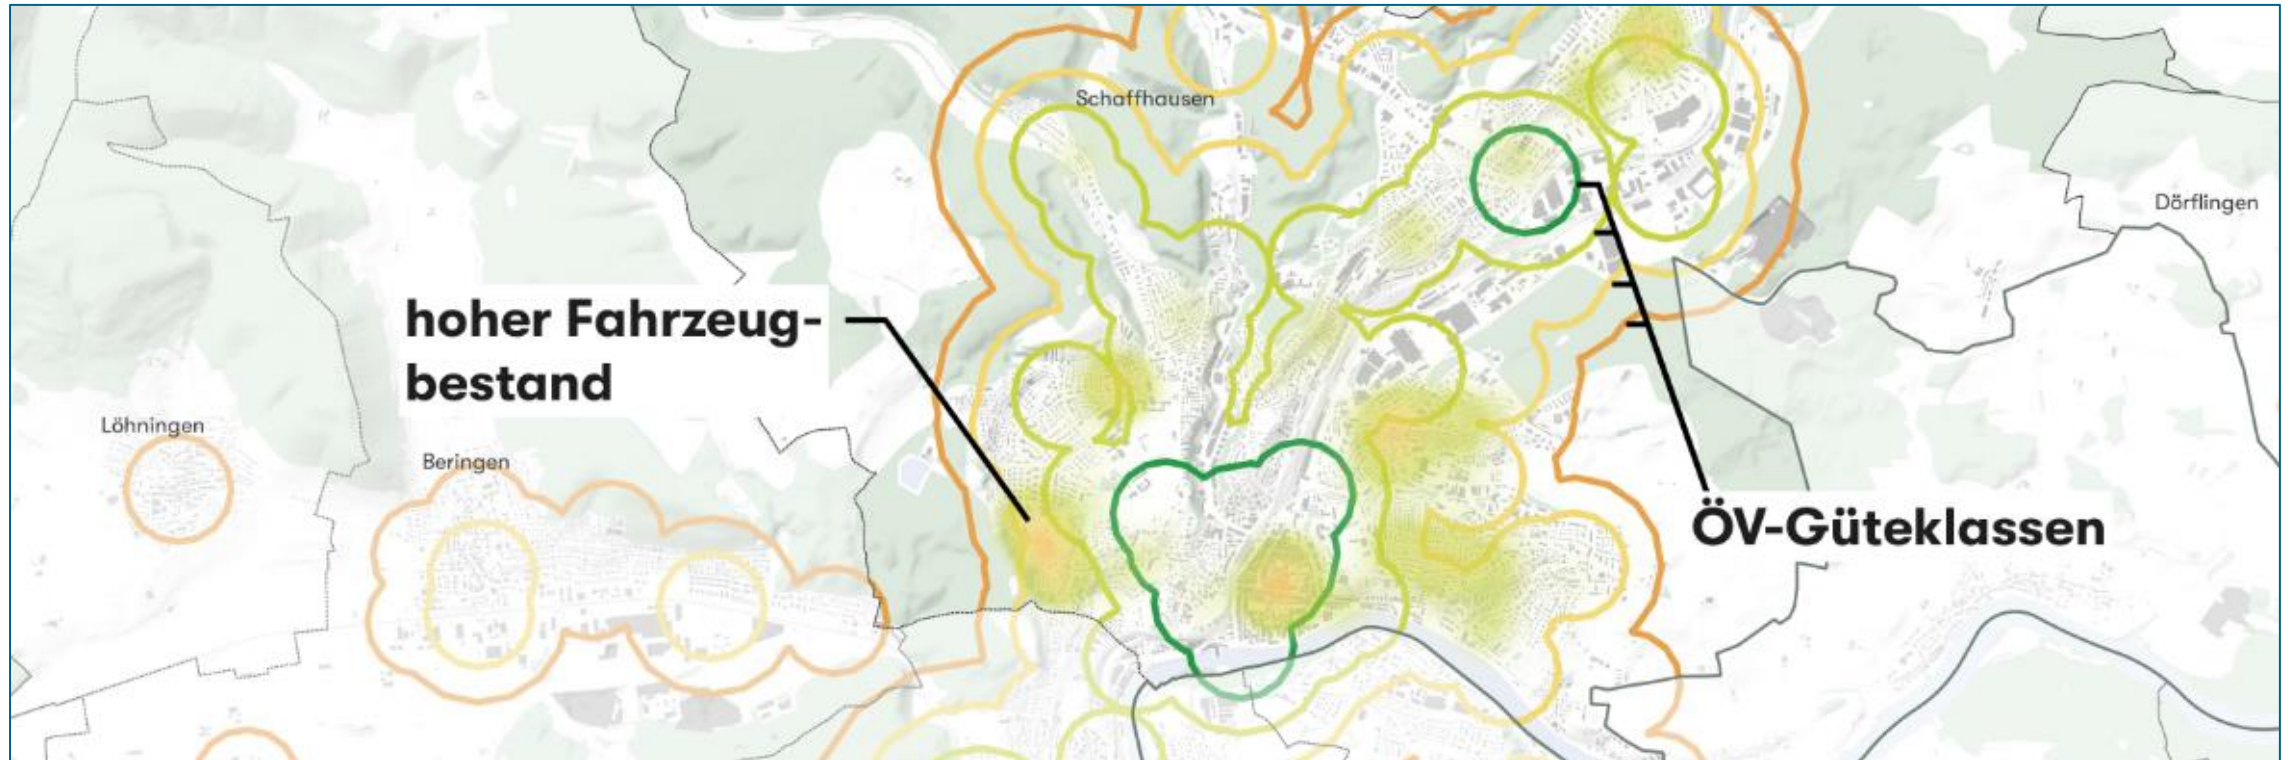 Schaffhausen
Dörflingen
hoher Fahrzeug-
bestand
Löhningen
Beringen
ÖV-Güteklassen